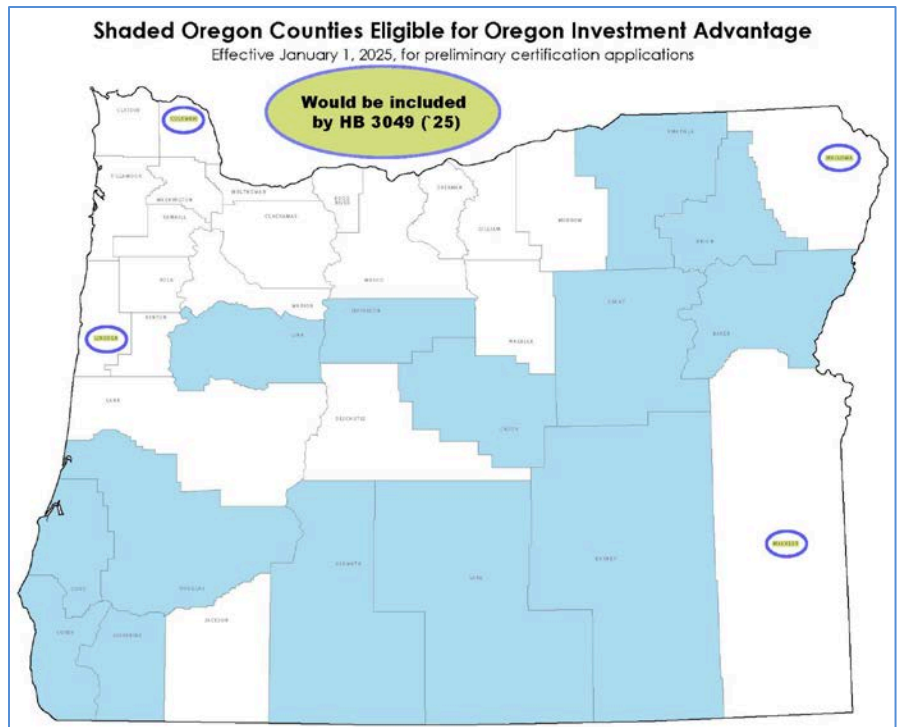 Shaded Oregon Counties Eligible for Oregon Investment Advantage
Effective January 1, 2025, for preliminary certification applications
Would be included
by HB 3049 (`25)
CLATSOP
COLUMBIA
UMATILLA
WALLOWA
TILLAMOOK
WASHINGTON
MULTNOMAH
HOOD
RIVER
SHERMAN
YAMHILL
CLACKAMAS
GILLIAM
MORROW
UNION
POLK
WASCO
MARION
JEFFERSON
GRANT
BENTON
LINCOLN
LINN
WHEELER
BAKER
LANE
DESCHUTES
CROOK
MALHEUR
COOS
DOUGLAS
KLAMATH
LAKE
HARNEY
CURRY
JOSEPHINE
JACKSON